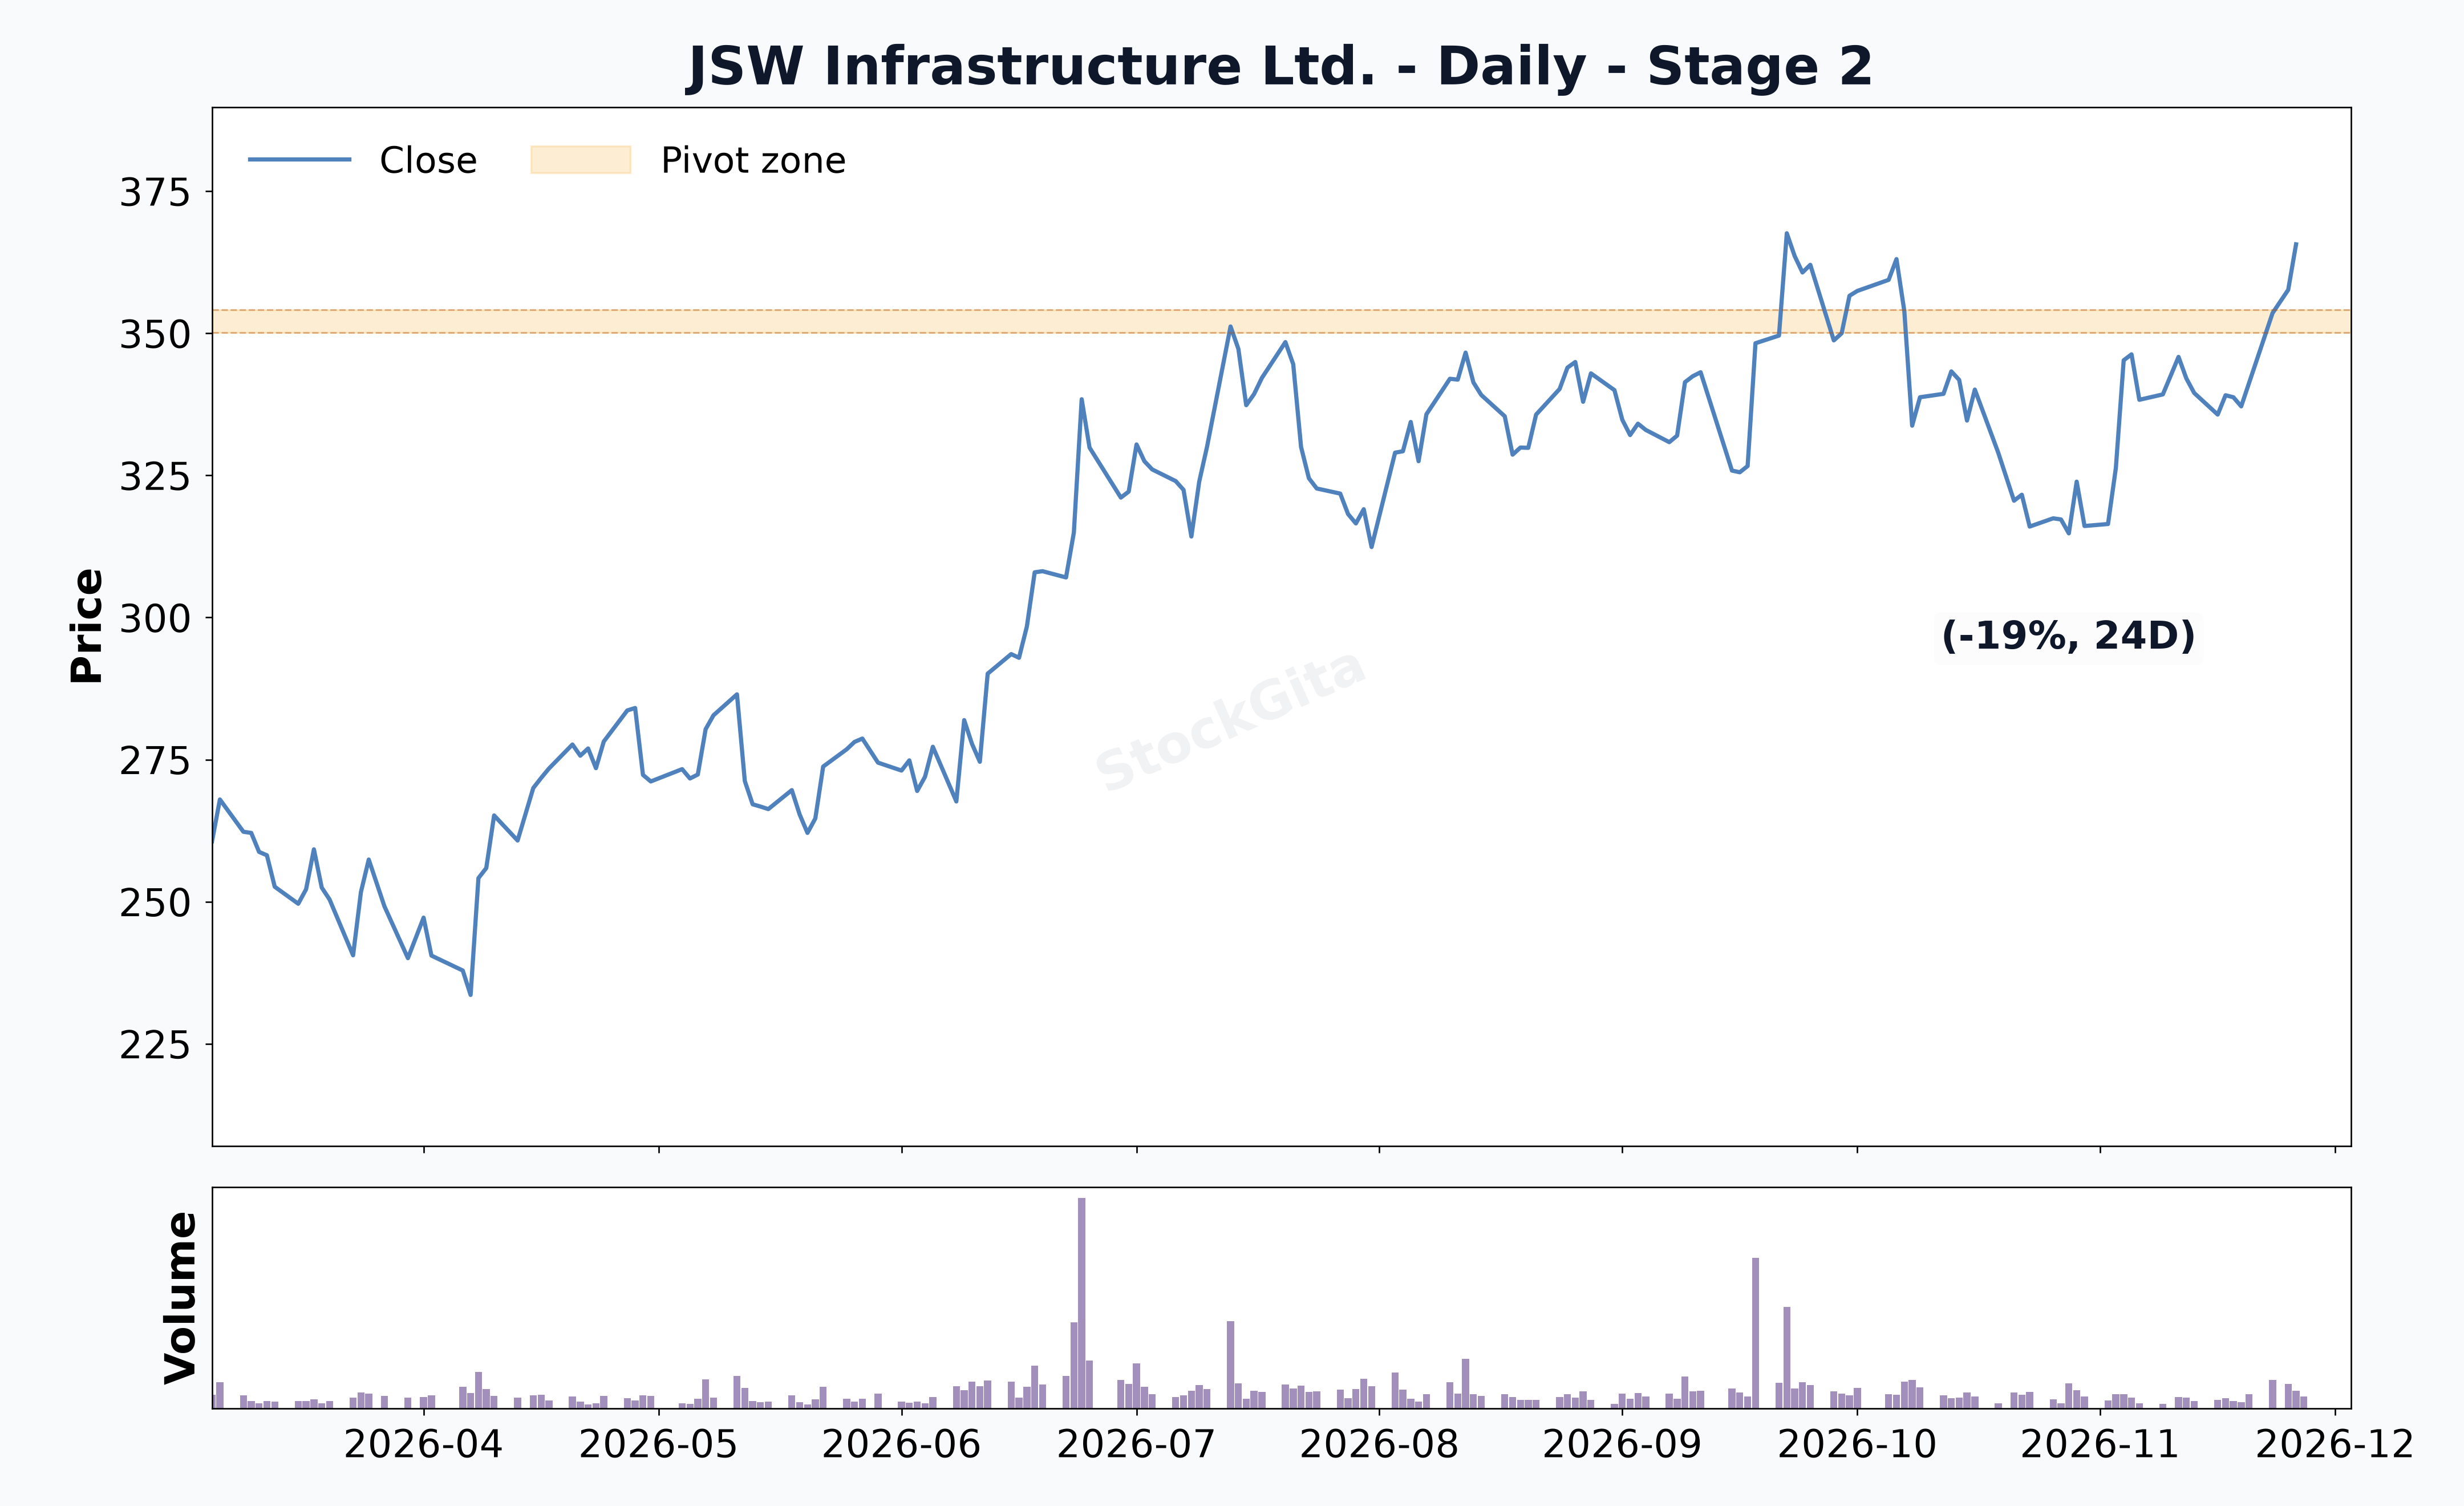 JSW Infrastructure Ltd. - Daily - Stage 2
Close
Pivot zone
375
350
325
300
275
250
225
Price
(-19%, 24D)
StockGita
Volume
2026-04
2026-05
2026-06
2026-07
2026-08
2026-09
2026-10
2026-11
2026-12